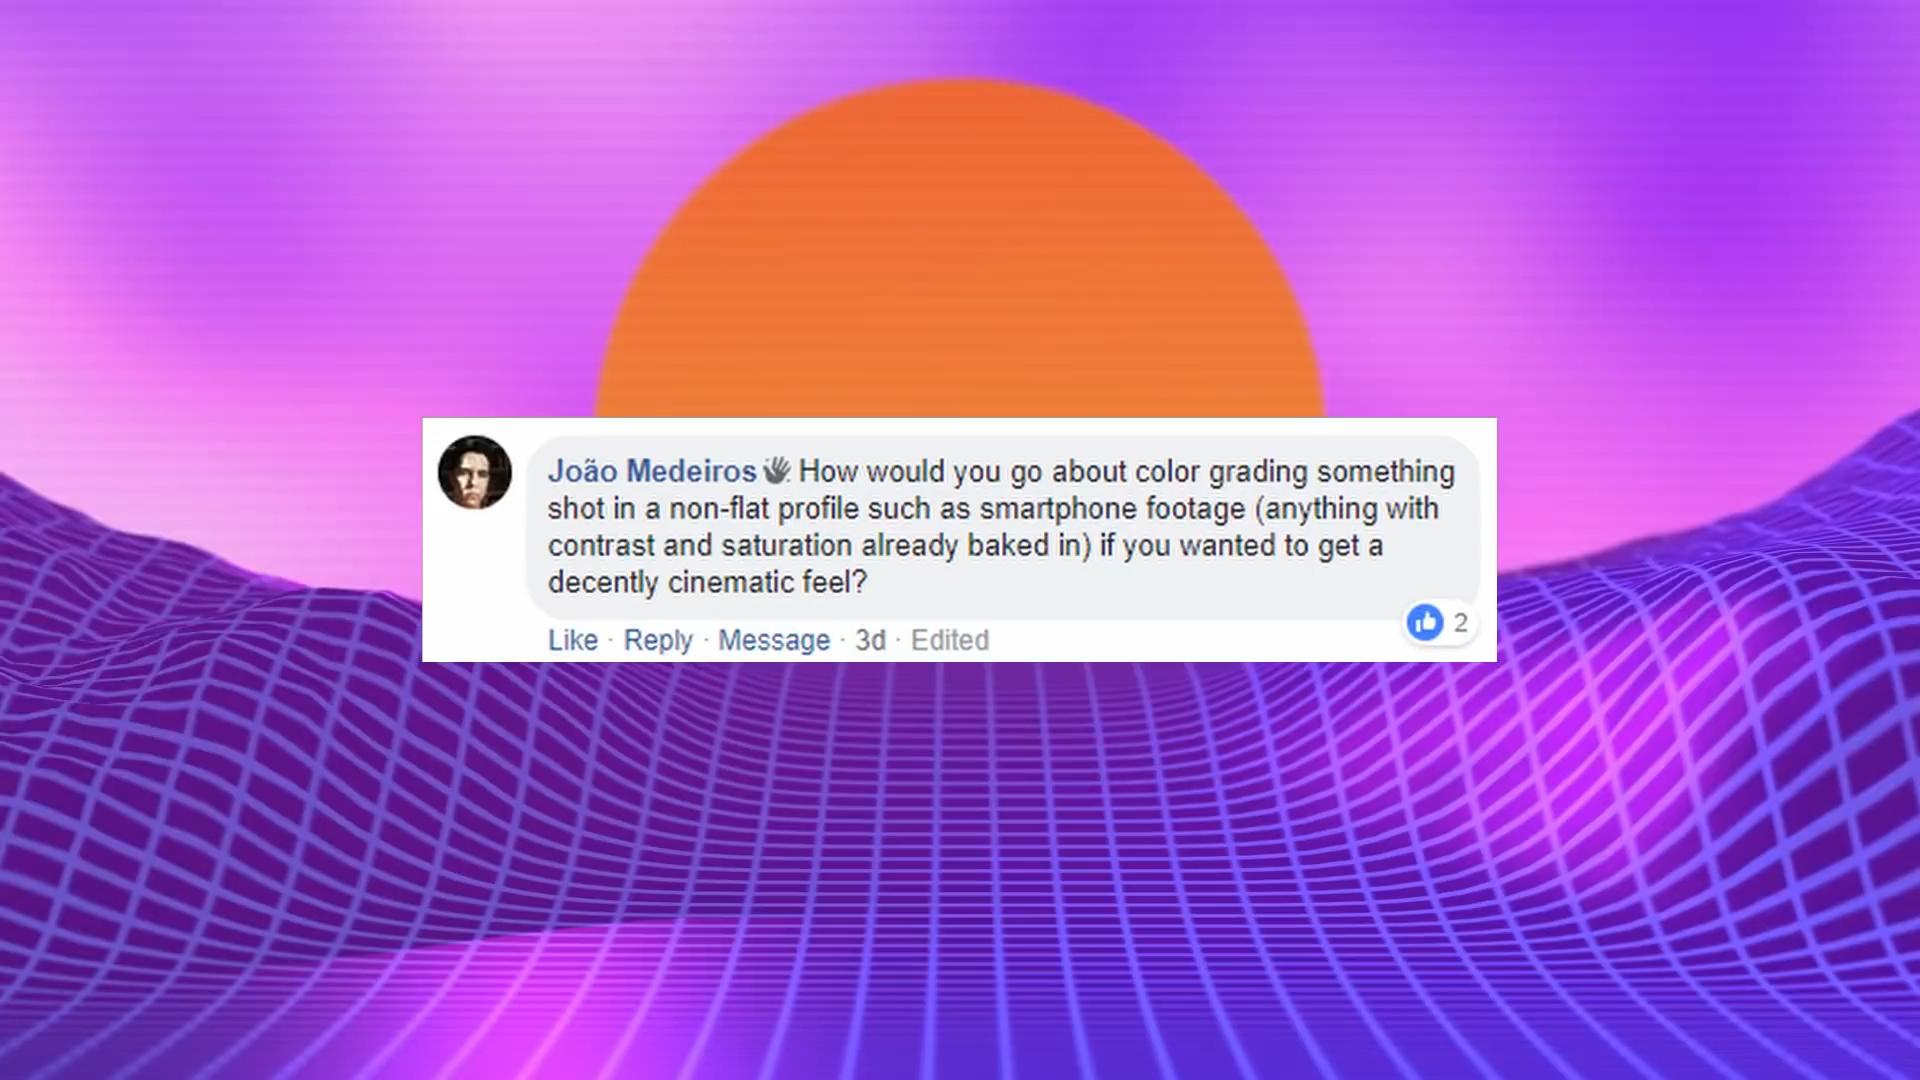 João Medeiros How would you go about color grading something
shot in a non-flat profile such as smartphone footage (anything with
contrast and saturation already baked in) if you wanted to get a
decently cinematic feel?
Like · Reply · Message · 3d · Edited
2